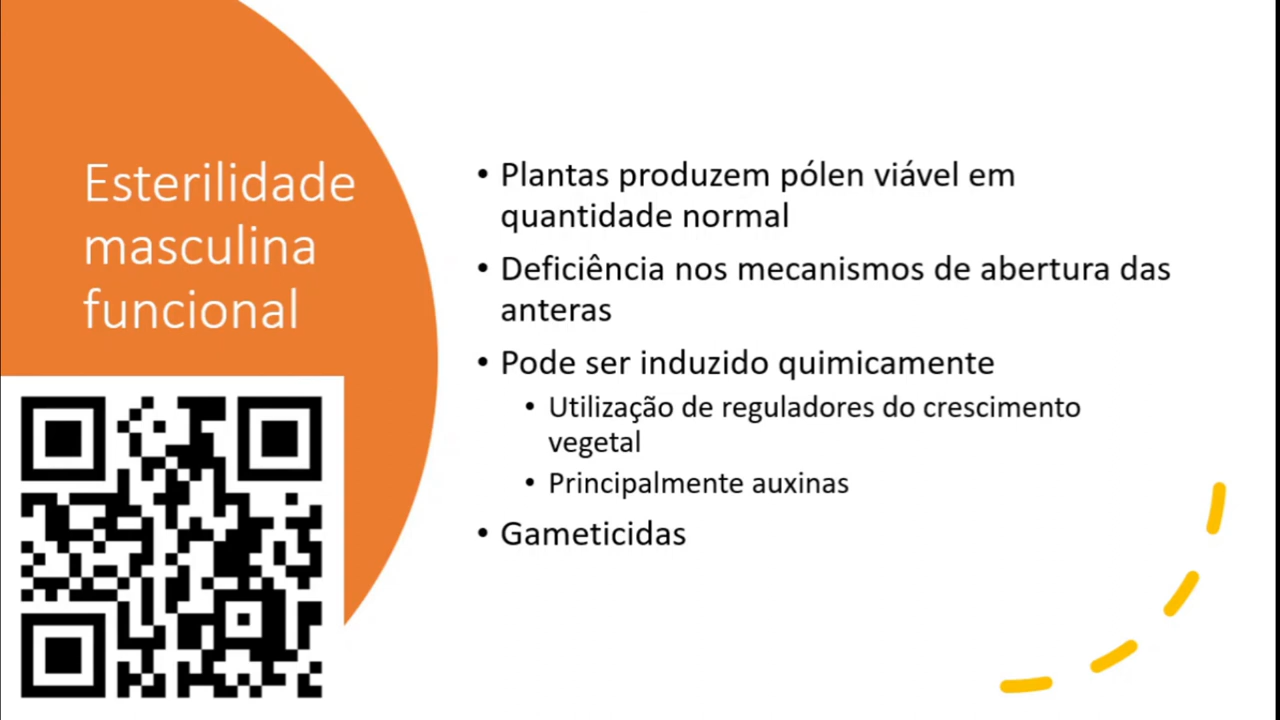 Esterilidade
masculina
funcional
• Plantas produzem pólen viável em
quantidade normal
• Deficiência nos mecanismos de abertura das
anteras
• Pode ser induzido quimicamente
• Utilização de reguladores do crescimento
vegetal
• Principalmente auxinas
• Gameticidas